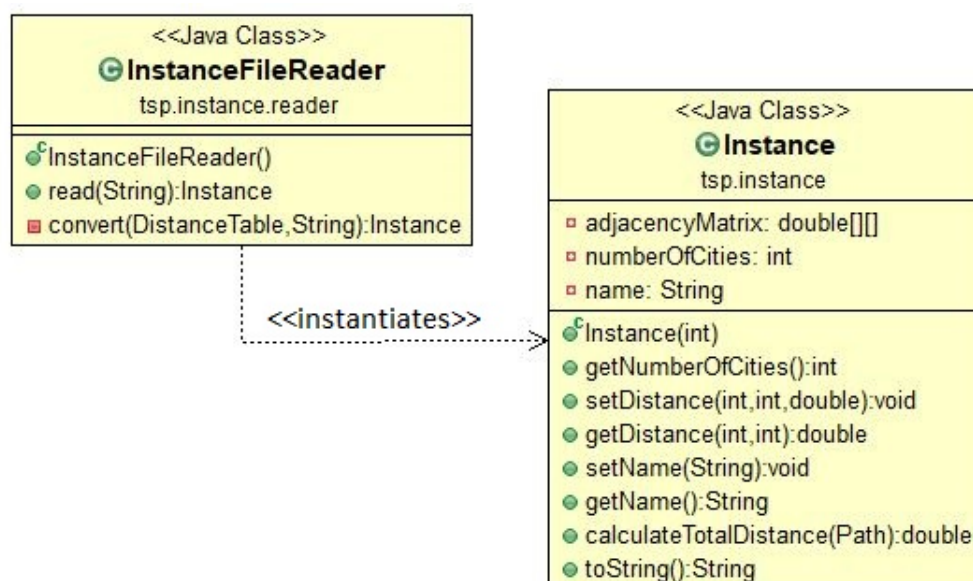 <<Java Class>>
InstanceFileReader
tsp.instance.reader
InstanceFileReader()
read(String):Instance
convert(DistanceTable,String):Instance
<<instantiates>>
<<Java Class>>
Instance
tsp.instance
adjacencyMatrix: double[][]
numberOfCities: int
name: String
Instance(int)
getNumberOfCities():int
setDistance(int,int,double):void
getDistance(int,int):double
setName(String):void
getName():String
calculateTotalDistance(Path):double
toString():String